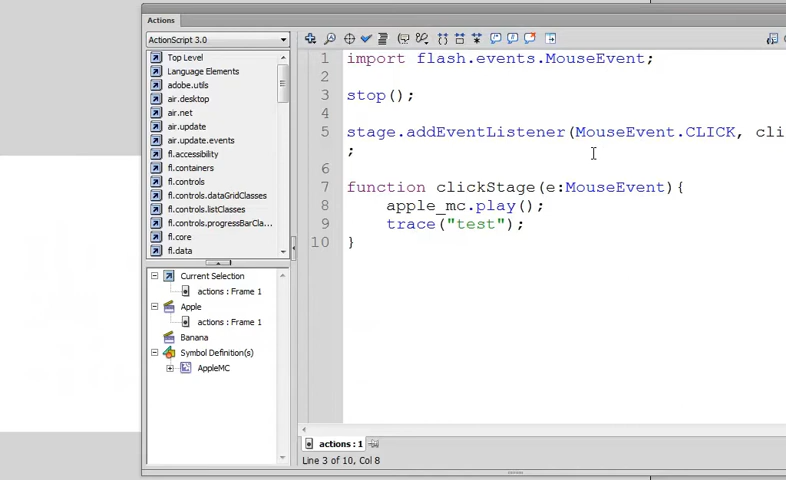 Actions
ActionScript 3.0
Top Level
Language Elements
adobe.utils
air.desktop
air.net
air.update
air.update.events
fl.accessibility
fl.containers
fl.controls
fl.controls.dataGridClasses
fl.controls.listClasses
fl.controls.progressBarCla...
fl.core
fl.data
Current Selection
actions : Frame 1
Apple
actions : Frame 1
Banana
Symbol Definition(s)
AppleMC
1 import flash.events.MouseEvent;
2
3 stop();
4
5 stage.addEventListener(MouseEvent.CLICK, cli
;
6
7 function clickStage(e:MouseEvent){
8 apple_mc.play();
9 trace("test");
10 }
actions : 1
Line 3 of 10, Col 8